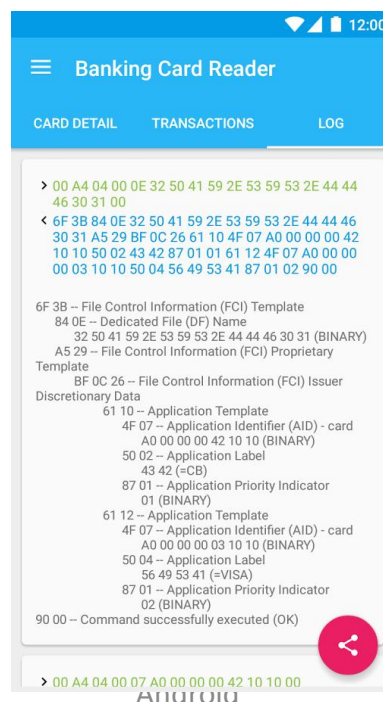 12:00
Banking Card Reader
CARD DETAIL TRANSACTIONS LOG
> 00 A4 04 00 0E 32 50 41 59 2E 53 59 53 2E 44 44
46 30 31 00
< 6F 3B 84 0E 32 50 41 59 2E 53 59 53 2E 44 44 46
30 31 A5 29 BF 0C 26 61 10 4F 07 A0 00 00 00 42
10 10 50 02 43 42 87 01 01 61 12 4F 07 A0 00 00
00 03 10 10 50 04 56 49 53 41 87 01 02 90 00
6F 3B -- File Control Information (FCI) Template
84 0E -- Dedicated File (DF) Name
32 50 41 59 2E 53 59 53 2E 44 44 46 30 31 (BINARY)
A5 29 -- File Control Information (FCI) Proprietary
Template
BF 0C 26 -- File Control Information (FCI) Issuer
Discretionary Data
61 10 -- Application Template
4F 07 -- Application Identifier (AID) - card
A0 00 00 00 42 10 10 (BINARY)
50 02 -- Application Label
43 42 (=CB)
87 01 -- Application Priority Indicator
01 (BINARY)
61 12 -- Application Template
4F 07 -- Application Identifier (AID) - card
A0 00 00 00 03 10 10 (BINARY)
50 04 -- Application Label
56 49 53 41 (=VISA)
87 01 -- Application Priority Indicator
02 (BINARY)
90 00 -- Command successfully executed (OK)
> 00 A4 04 00 07 A0 00 00 00 42 10 10 00
Android